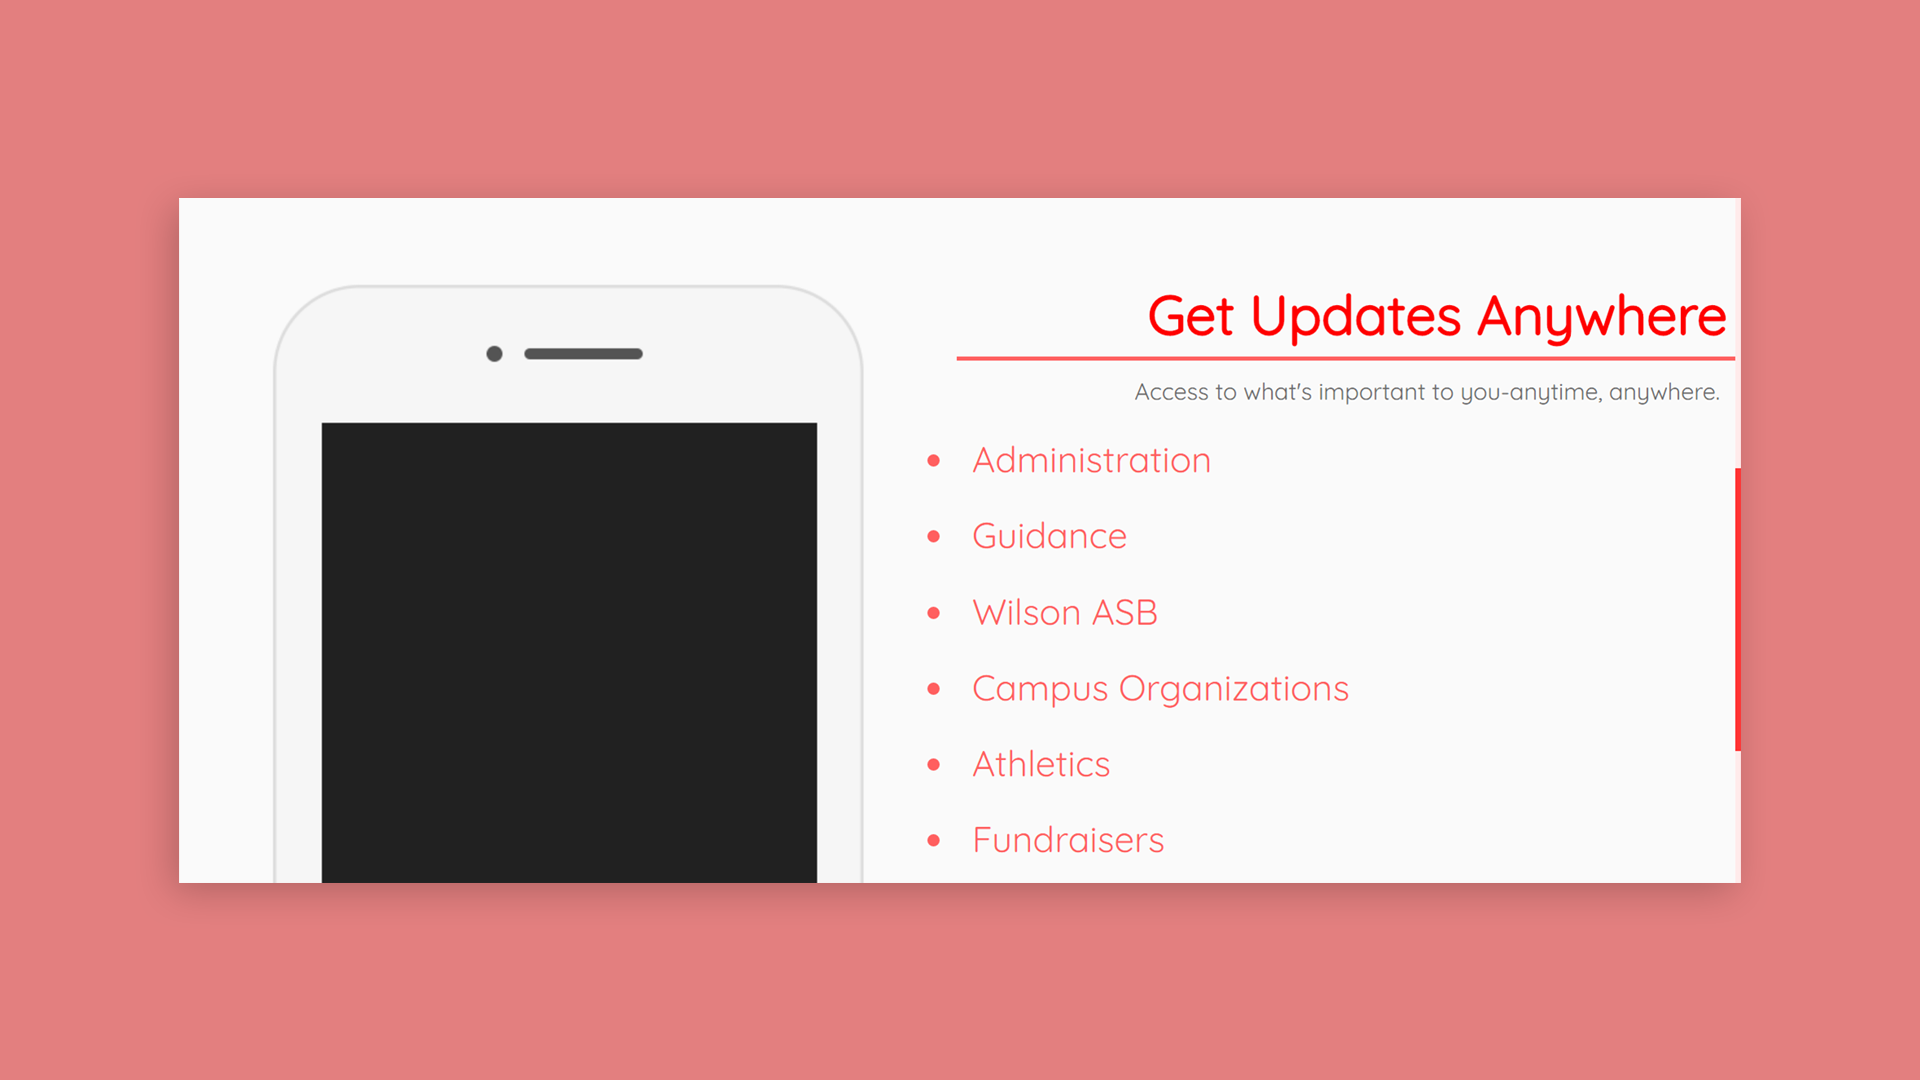 Get Updates Anywhere
Access to what's important to you-anytime, anywhere.
Administration
Guidance
Wilson ASB
Campus Organizations
Athletics
Fundraisers